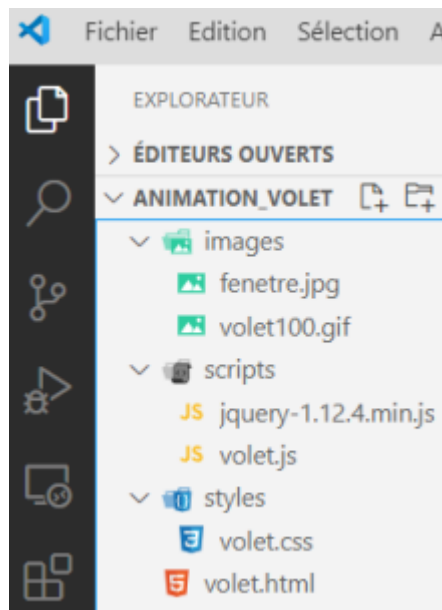 Fichier Edition Sélection A
EXPLORATEUR
ÉDITEURS OUVERTS
ANIMATION_VOLET
images
fenetre.jpg
volet100.gif
scripts
JS jquery-1.12.4.min.js
JS volet.js
styles
volet.css
volet.html